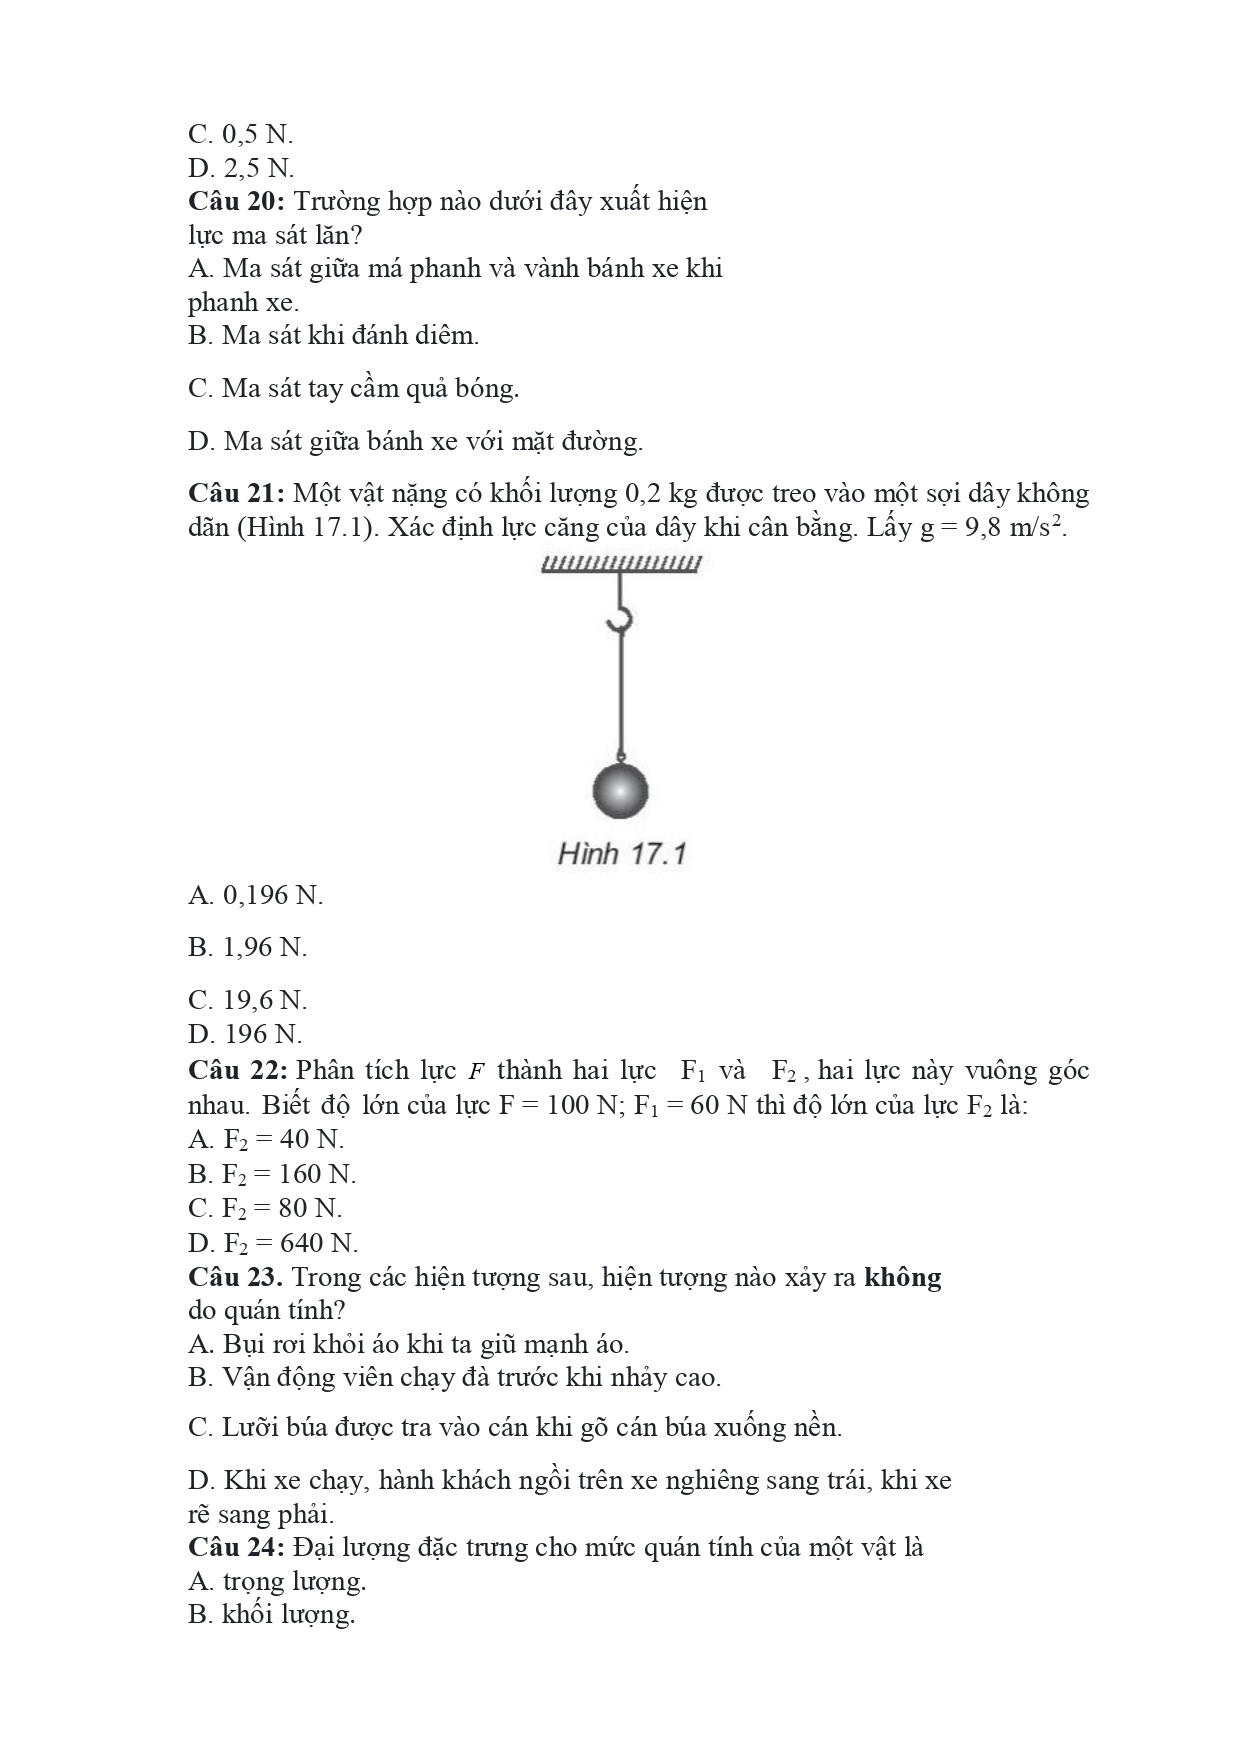 C. 0,5 N.
D. 2,5 N.
Câu 20: Trường hợp nào dưới đây xuất hiện
lực ma sát lăn?
A. Ma sát giữa má phanh và vành bánh xe khi
phanh xe.
B. Ma sát khi đánh diêm.
C. Ma sát tay cầm quả bóng.
D. Ma sát giữa bánh xe với mặt đường.
Câu 21: Một vật nặng có khối lượng 0,2 kg được treo vào một sợi dây không
dãn (Hình 17.1). Xác định lực căng của dây khi cân bằng. Lấy g = 9,8 m/s².
Hình 17.1
A. 0,196 N.
B. 1,96 N.
C. 19,6 N.
D. 196 N.
Câu 22: Phân tích lực F thành hai lực F₁ và F₂ , hai lực này vuông góc
nhau. Biết độ lớn của lực F = 100 N; F₁ = 60 N thì độ lớn của lực F₂ là:
A. F₂ = 40 N.
B. F₂ = 160 N.
C. F₂ = 80 N.
D. F₂ = 640 N.
Câu 23. Trong các hiện tượng sau, hiện tượng nào xảy ra không
do quán tính?
A. Bụi rơi khỏi áo khi ta giũ mạnh áo.
B. Vận động viên chạy đà trước khi nhảy cao.
C. Lưỡi búa được tra vào cán khi gõ cán búa xuống nền.
D. Khi xe chạy, hành khách ngồi trên xe nghiêng sang trái, khi xe
rẽ sang phải.
Câu 24: Đại lượng đặc trưng cho mức quán tính của một vật là
A. trọng lượng.
B. khối lượng.